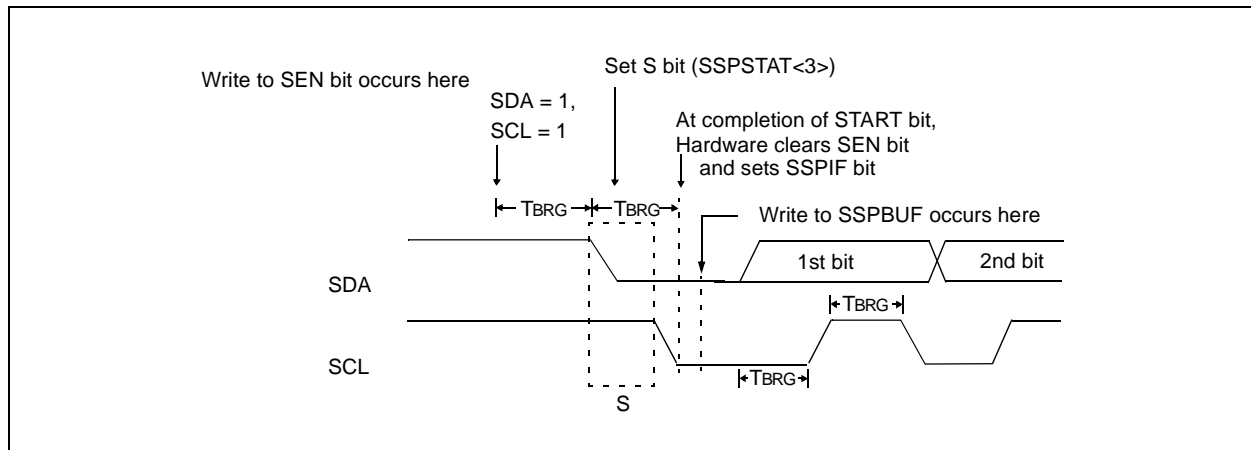 Write to SEN bit occurs here
Set S bit (SSPSTAT<3>)
SDA = 1,
SCL = 1
At completion of START bit,
Hardware clears SEN bit
and sets SSPIF bit
TBRG
TBRG
Write to SSPBUF occurs here
SDA
1st bit
2nd bit
TBRG
SCL
TBRG
S